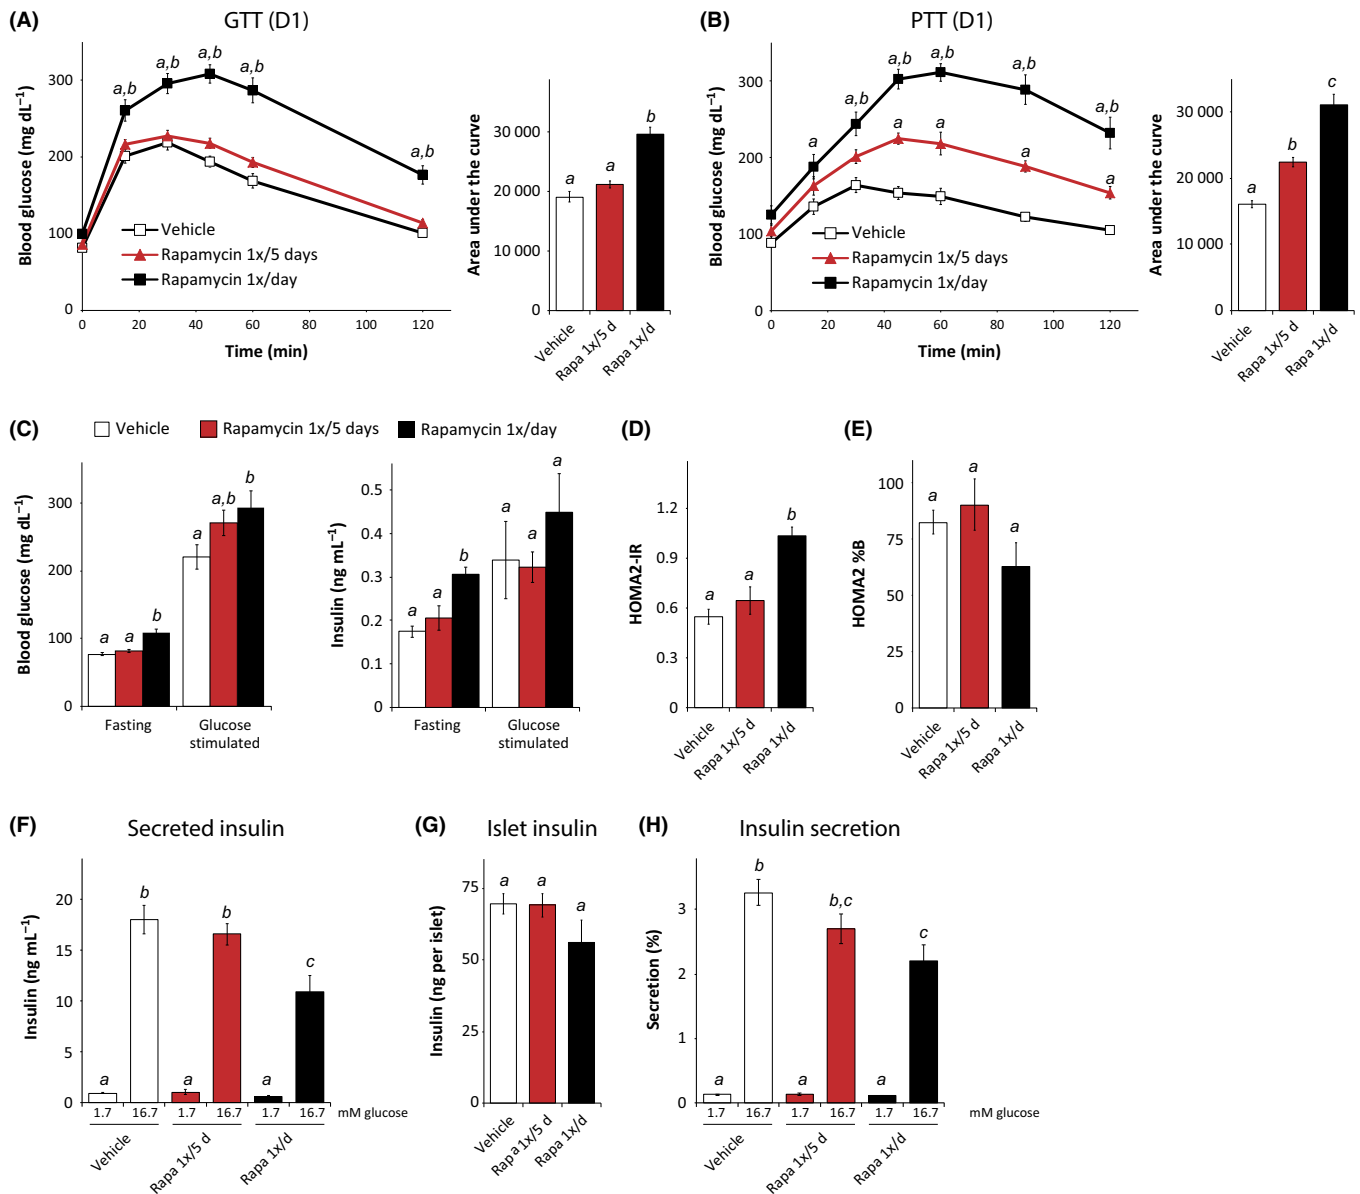 (A)
GTT (D1)
Blood glucose (mg dL⁻¹)
300
200
100
0
a,b
a,b
a,b
a,b
a,b
Vehicle
Rapamycin 1x/5 days
Rapamycin 1x/day
0 20 40 60 80 100 120
Time (min)
Area under the curve
30 000
20 000
10 000
0
a a b
Vehicle
Rapa 1x/5 d
Rapa 1x/d
(B)
PTT (D1)
Blood glucose (mg dL⁻¹)
300
200
100
0
a
a,b
a,b
a,b
a,b
a,b
a
a
a
a
Vehicle
Rapamycin 1x/5 days
Rapamycin 1x/day
0 20 40 60 80 100 120
Time (min)
Area under the curve
30 000
20 000
10 000
0
a b c
Vehicle
Rapa 1x/5 d
Rapa 1x/d
(C)
Vehicle
Rapamycin 1x/5 days
Rapamycin 1x/day
Blood glucose (mg dL⁻¹)
300
200
100
0
a a b
a a,b b
Fasting
Glucose
stimulated
Insulin (ng mL⁻¹)
0.5
0.4
0.3
0.2
0.1
0
a a b
a a a
Fasting
Glucose
stimulated
(D)
HOMA2-IR
1.2
0.9
0.6
0.3
0
a a b
Vehicle
Rapa 1x/5 d
Rapa 1x/d
(E)
HOMA2 %B
100
75
50
25
0
a a a
Vehicle
Rapa 1x/5 d
Rapa 1x/d
(F)
Secreted insulin
Insulin (ng mL⁻¹)
20
15
10
5
0
a b a b a c
1.7 16.7 1.7 16.7 1.7 16.7 mM glucose
Vehicle
Rapa 1x/5 d
Rapa 1x/d
(G)
Islet insulin
Insulin (ng per islet)
75
50
25
0
a a a
Vehicle
Rapa 1x/5 d
Rapa 1x/d
(H)
Insulin secretion
Secretion (%)
3
2
1
0
a b a b,c a c
1.7 16.7 1.7 16.7 1.7 16.7 mM glucose
Vehicle
Rapa 1x/5 d
Rapa 1x/d